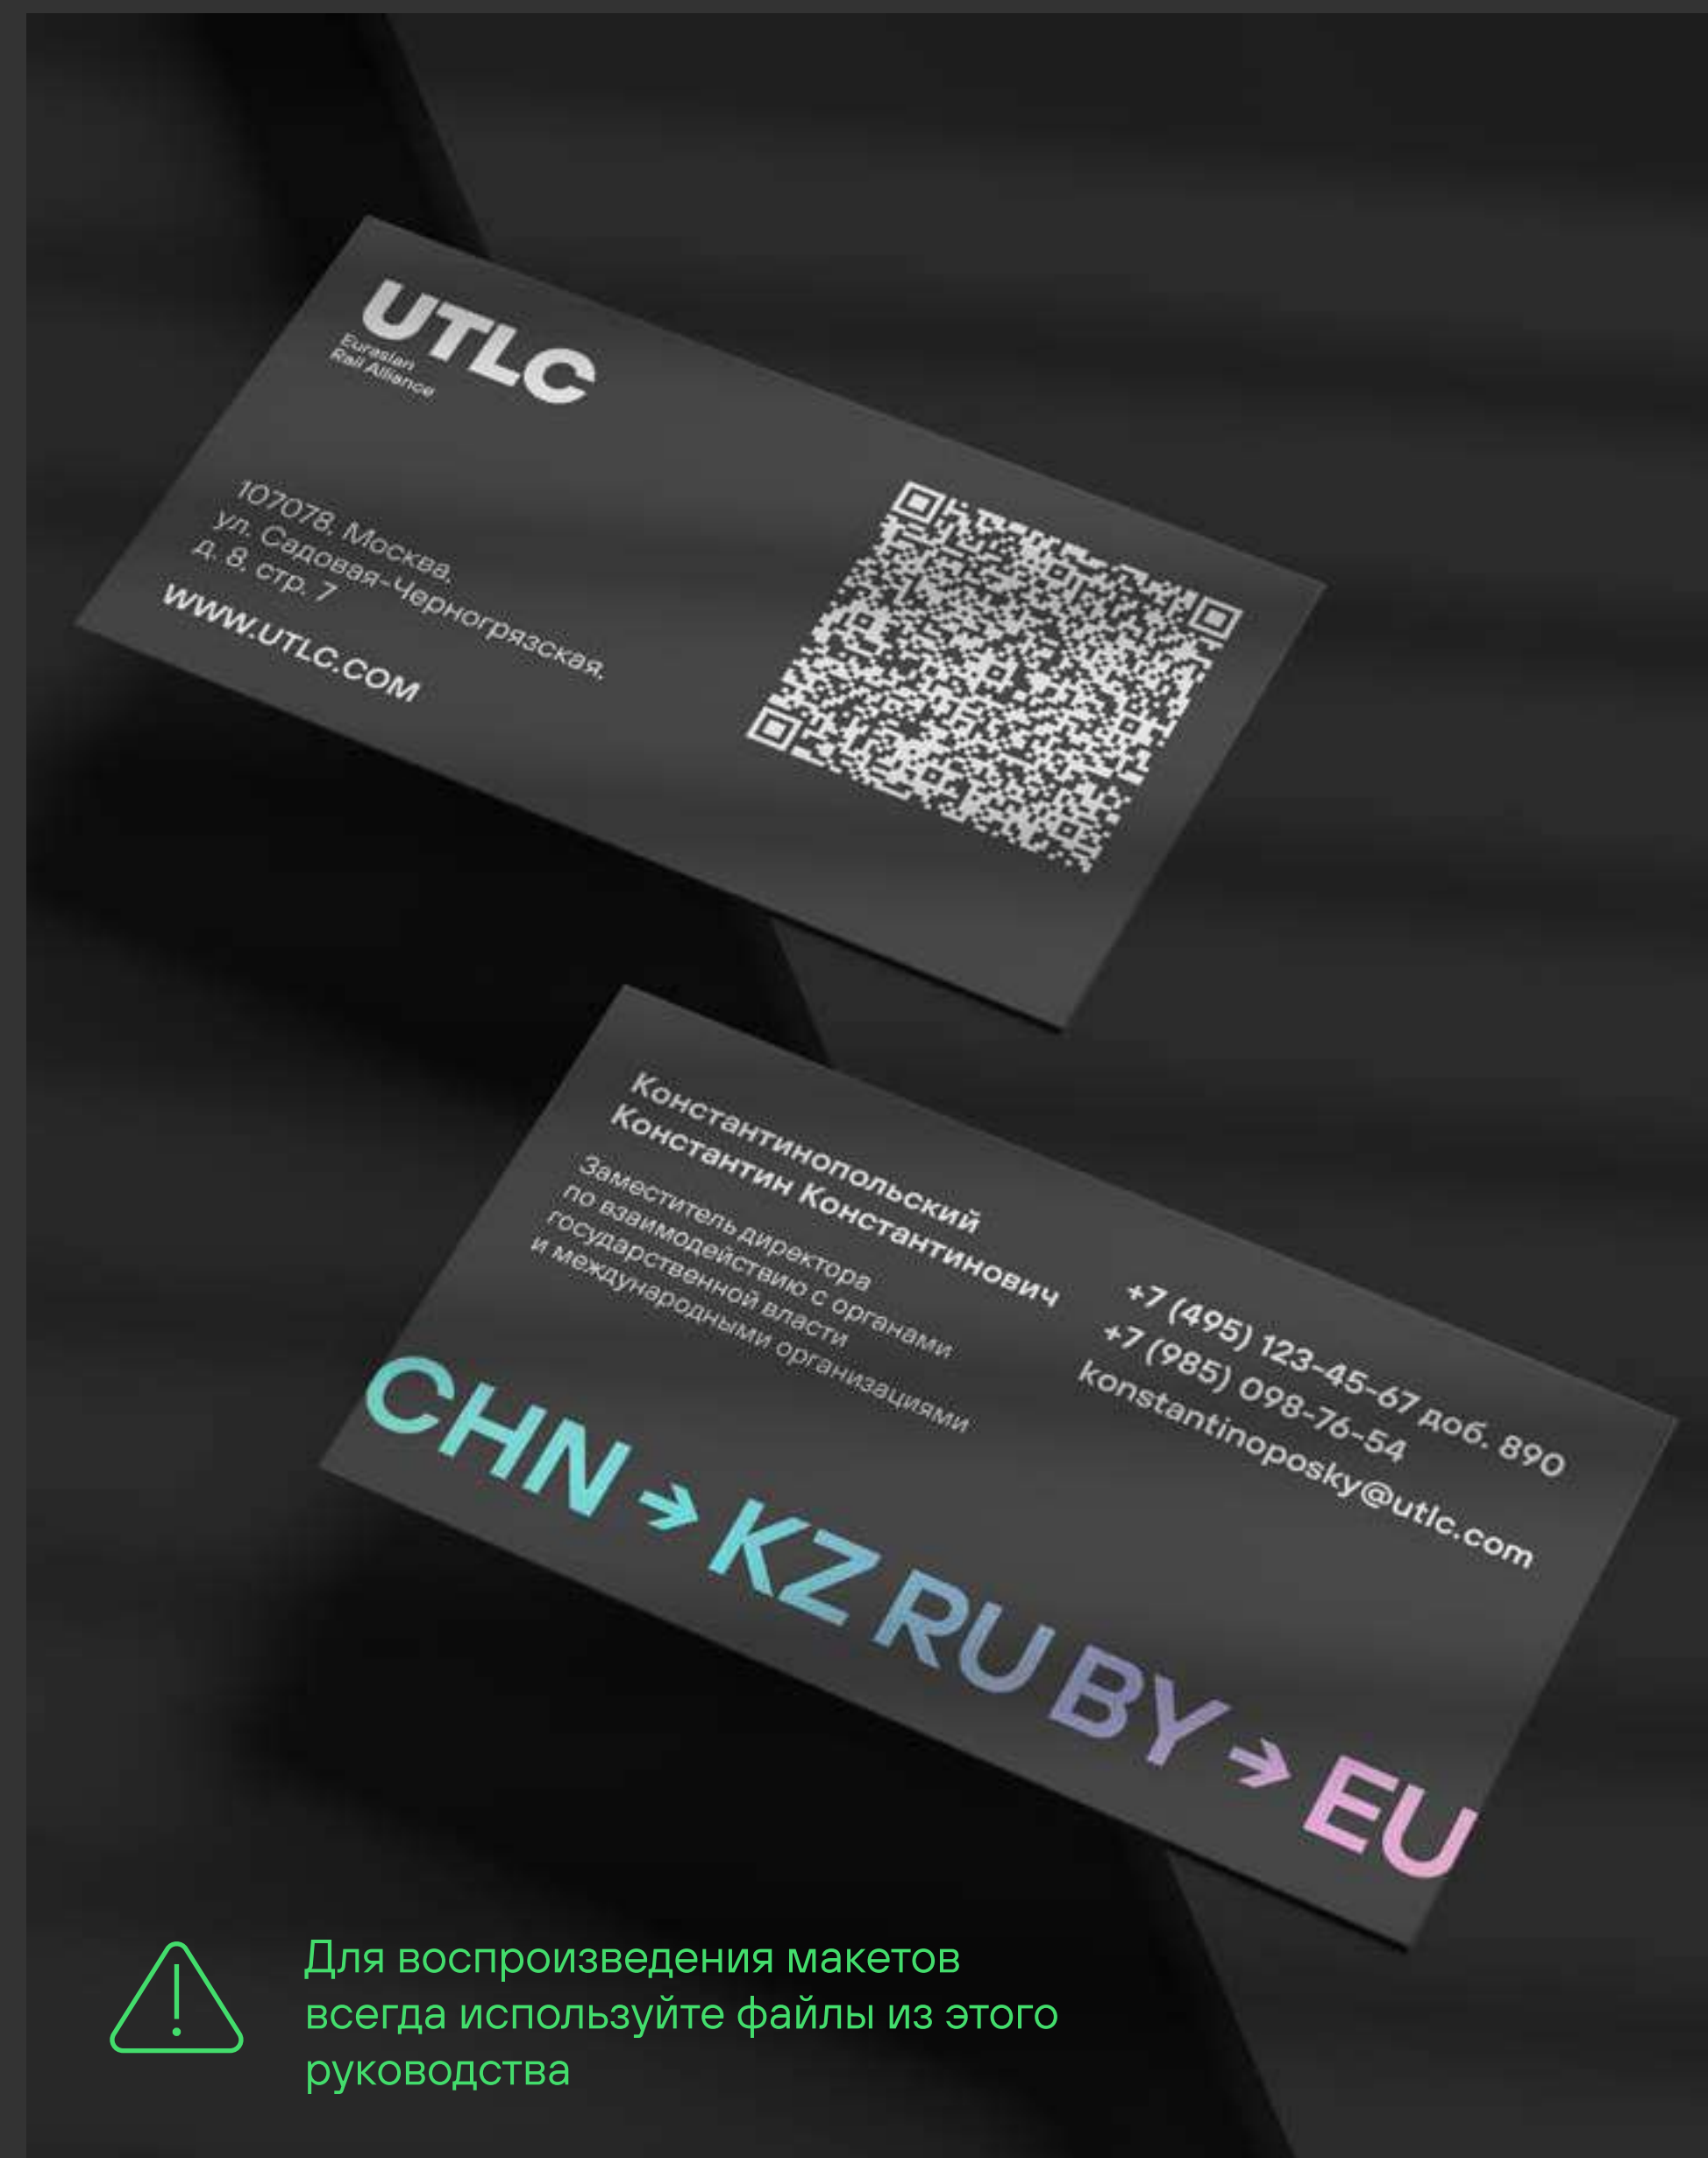 UTLC
Eurasian
Rail Alliance
107078, Москва,
ул. Садовая-Черногрязская,
д. 8, стр. 7
WWW.UTLC.COM
Константинопольский
Константин Константинович
Заместитель директора
по взаимодействию с органами
государственной власти
и международными организациями
+7 (495) 123-45-67 доб. 890
+7 (985) 098-76-54
konstantinoposky@utlc.com
CHN → KZ RU BY → EU
Для воспроизведения макетов
всегда используйте файлы из этого
руководства